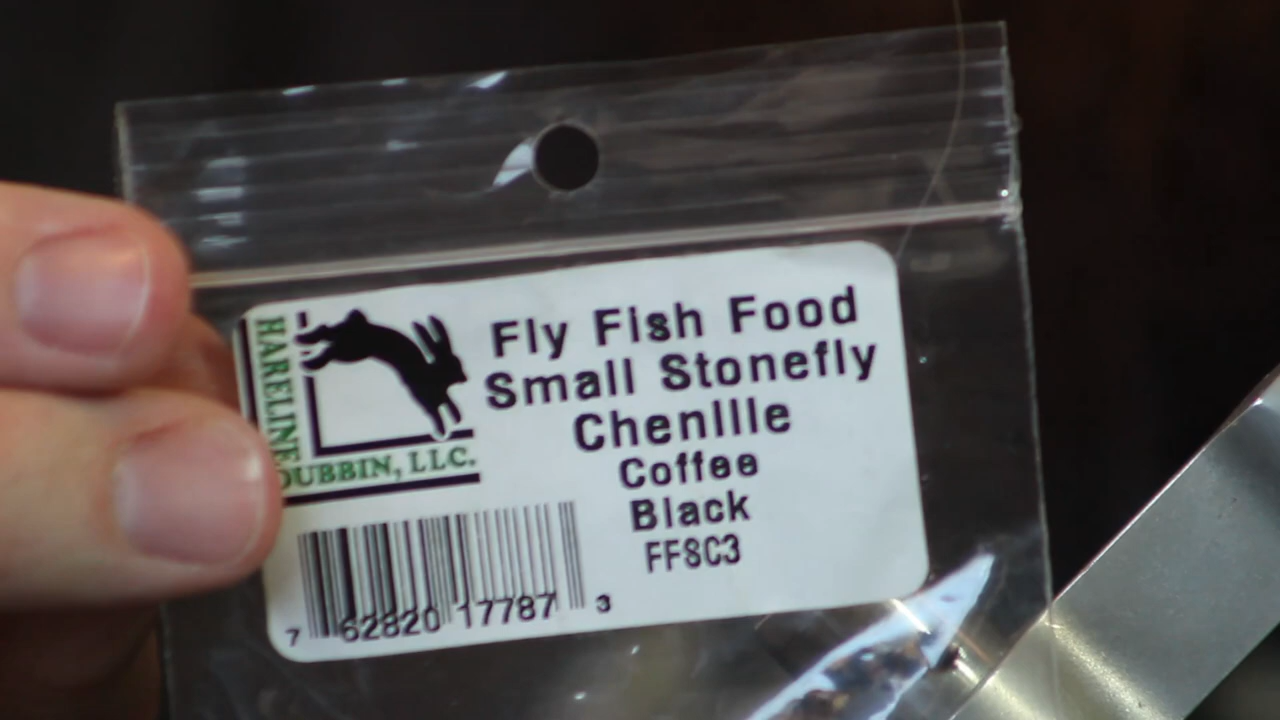 HARELINE
DUBBIN, LLC.
Fly Fish Food
Small Stonefly
Chenille
Coffee
Black
FFSC3
7 62820 17787 3